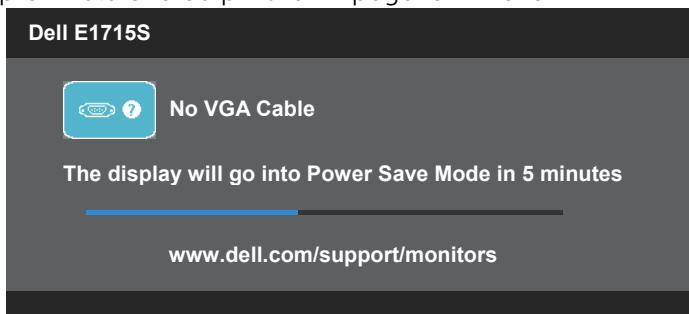 Dell E1715S
No VGA Cable
The display will go into Power Save Mode in 5 minutes
www.dell.com/support/monitors